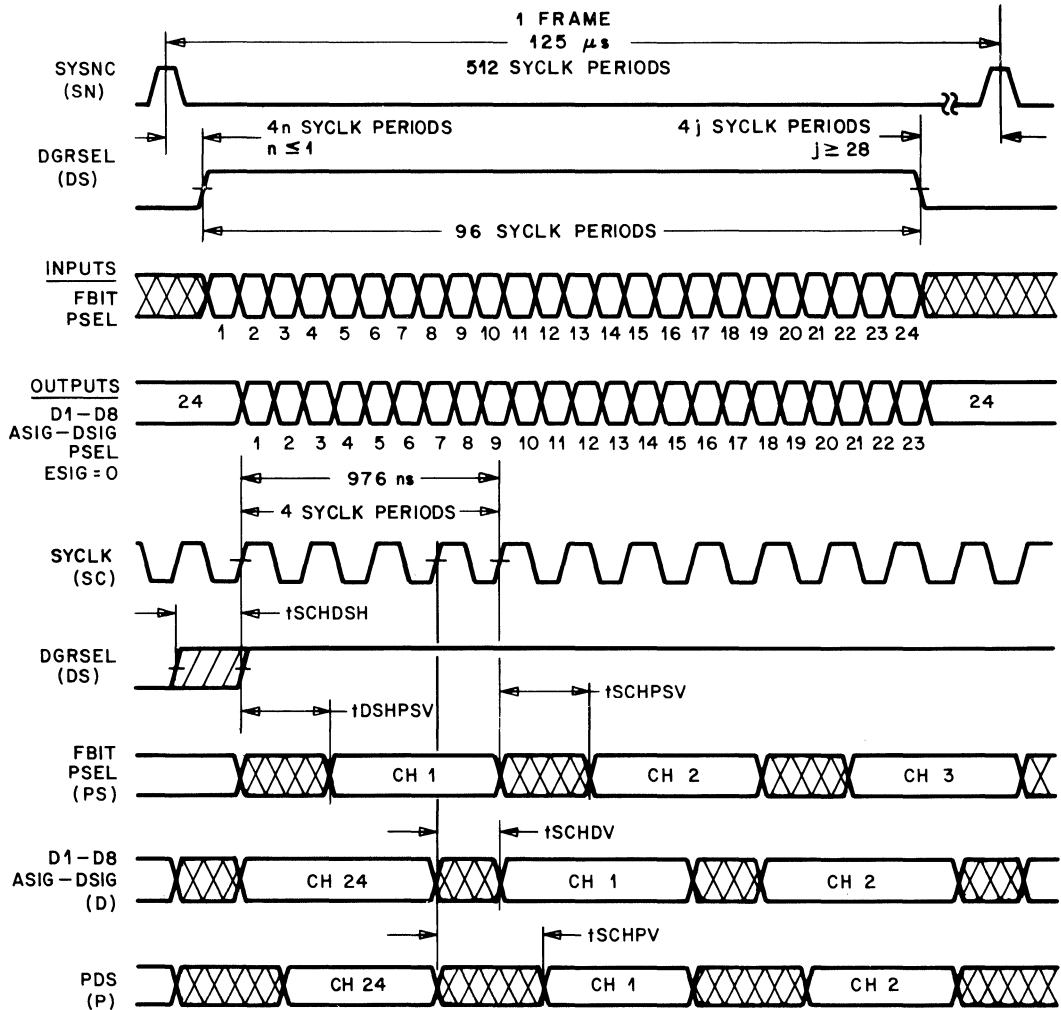 1 FRAME
125 μs
512 SYCLK PERIODS
SYSNC
(SN)
4n SYCLK PERIODS
n ≤ 1
4j SYCLK PERIODS
j ≥ 28
DGRSEL
(DS)
96 SYCLK PERIODS
INPUTS
FBIT
PSEL
1 2 3 4 5 6 7 8 9 10 11 12 13 14 15 16 17 18 19 20 21 22 23 24
OUTPUTS
D1-D8
ASIG-DSIG
PSEL
ESIG = 0
24 24
1 2 3 4 5 6 7 8 9 10 11 12 13 14 15 16 17 18 19 20 21 22 23
976 ns
4 SYCLK PERIODS
SYCLK
(SC)
tSCHDSH
DGRSEL
(DS)
tDSHPSV
tSCHPSV
FBIT
PSEL
(PS)
CH 1 CH 2 CH 3
tSCHDV
D1-D8
ASIG-DSIG
(D)
CH 24 CH 1 CH 2
tSCHPV
PDS
(P)
CH 24 CH 1 CH 2